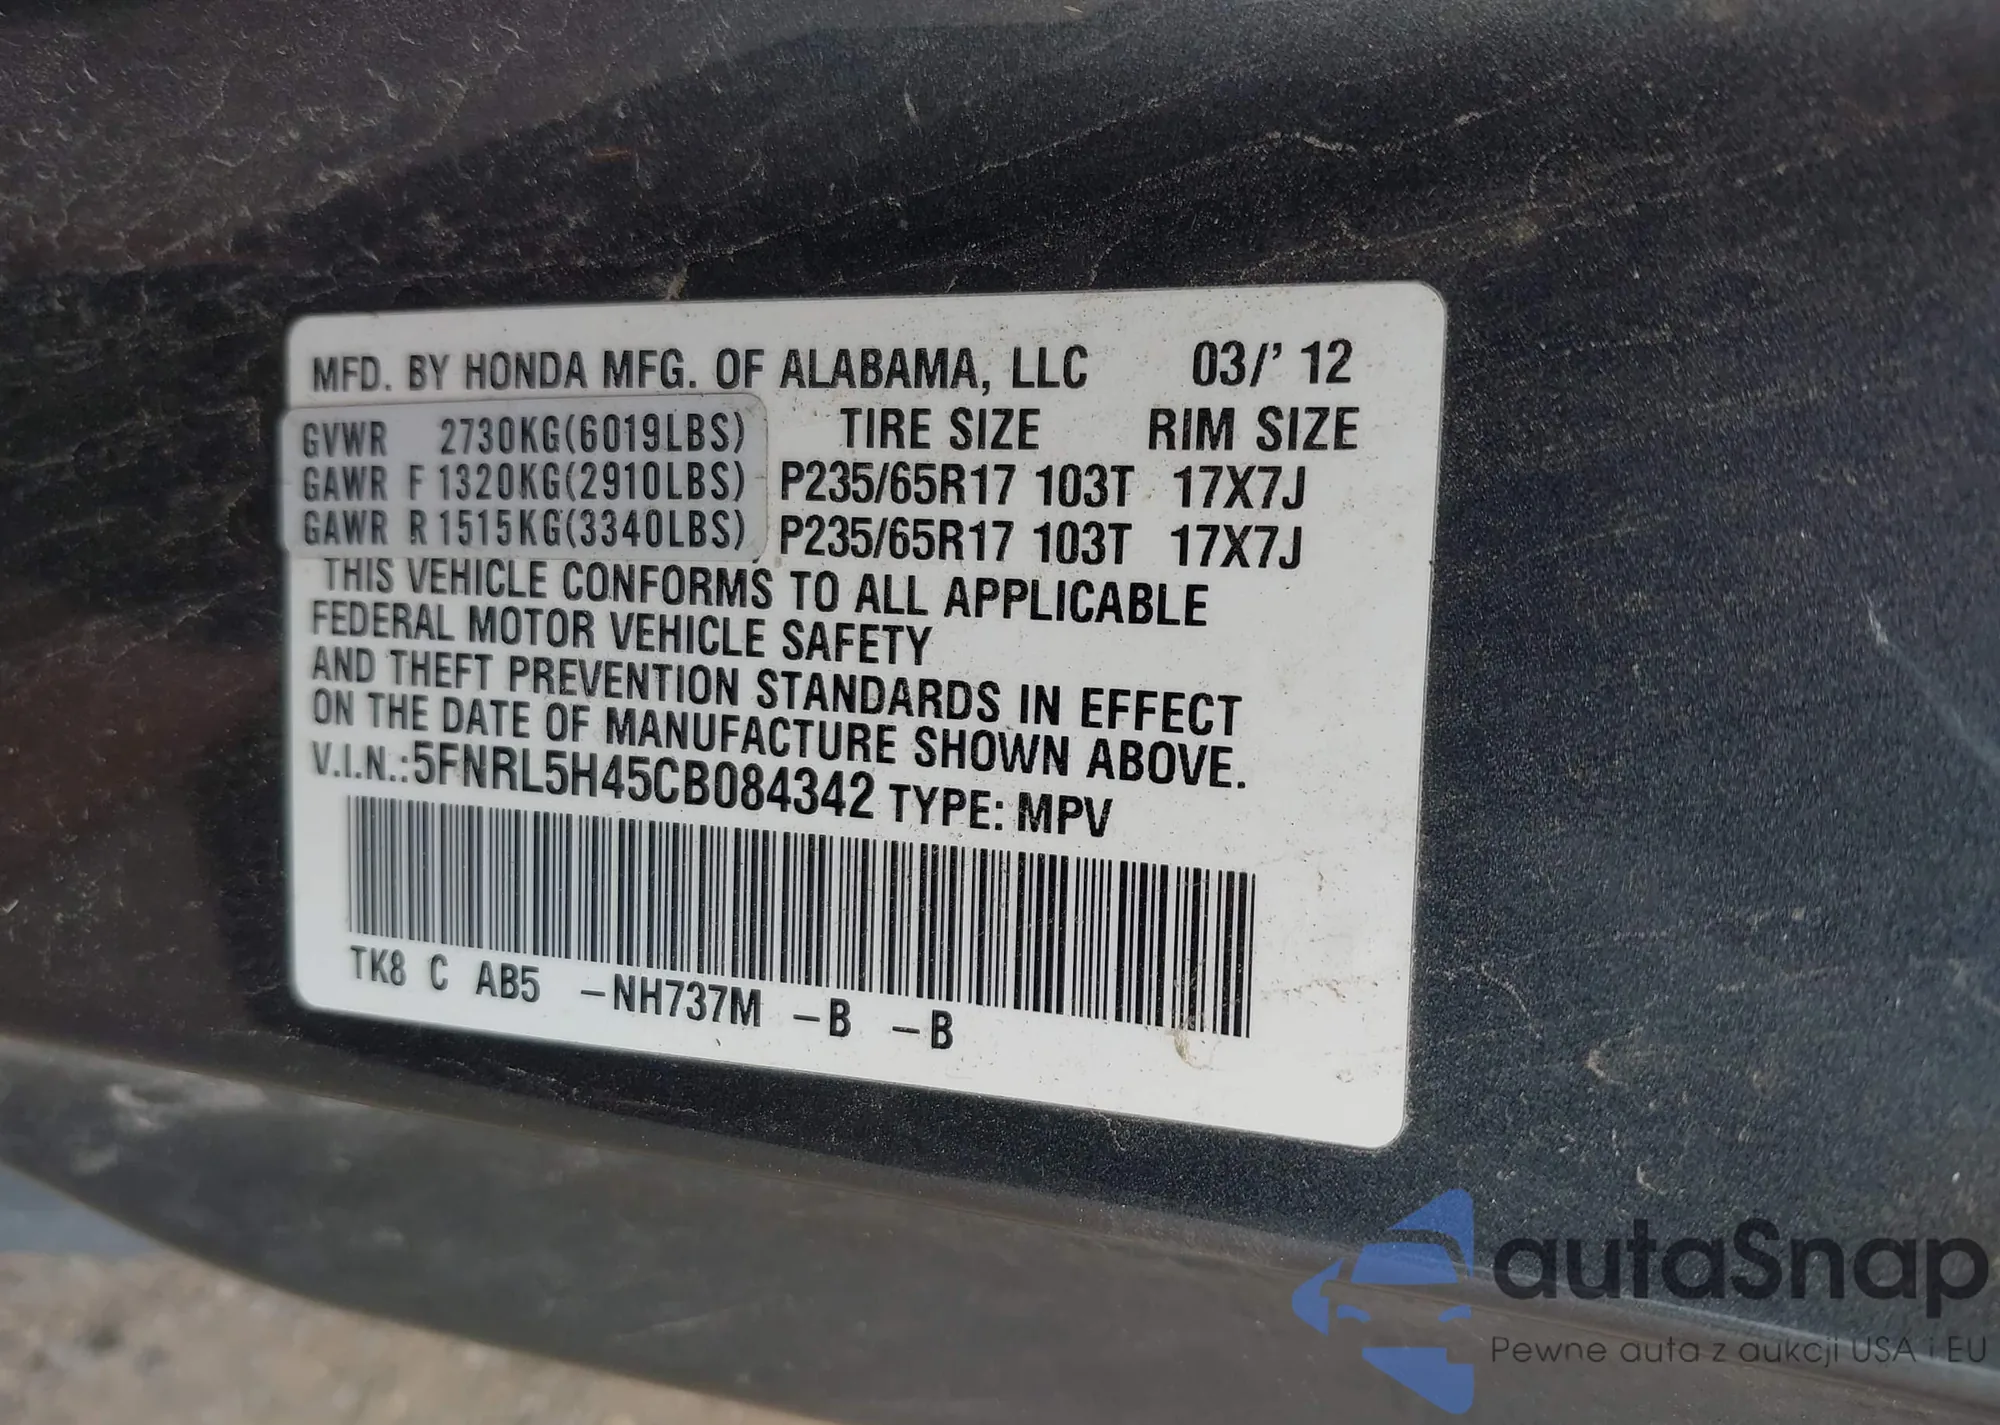 MFD. BY HONDA MFG. OF ALABAMA, LLC 03/' 12
GVWR 2730KG(6019LBS) TIRE SIZE RIM SIZE
GAWR F 1320KG(2910LBS) P235/65R17 103T 17X7J
GAWR R 1515KG(3340LBS) P235/65R17 103T 17X7J
THIS VEHICLE CONFORMS TO ALL APPLICABLE
FEDERAL MOTOR VEHICLE SAFETY
AND THEFT PREVENTION STANDARDS IN EFFECT
ON THE DATE OF MANUFACTURE SHOWN ABOVE.
V.I.N.:5FNRL5H45CB084342 TYPE: MPV
TK8 C AB5 –NH737M –B –B
autaSnap
Pewne auta z aukcji USA i EU